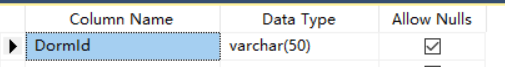 Column Name Data Type Allow Nulls
DormId varchar(50)